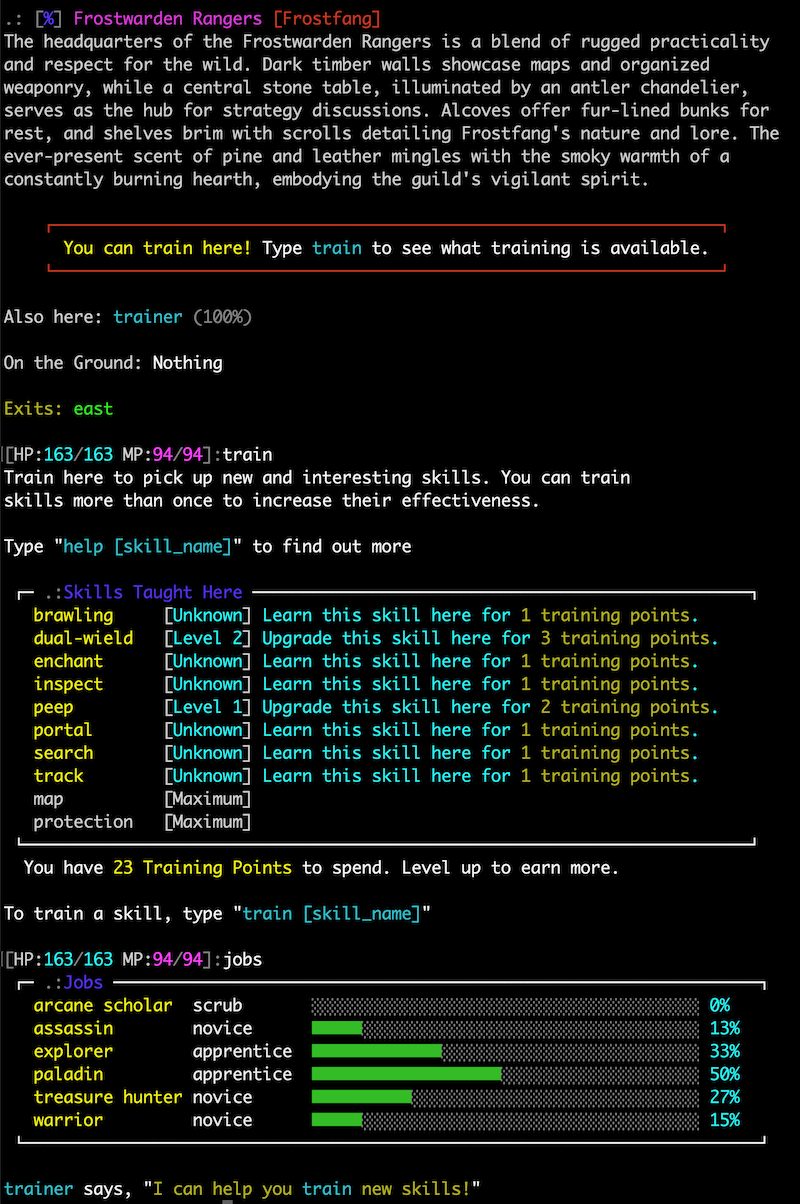 .: [%] Frostwarden Rangers [Frostfang]
The headquarters of the Frostwarden Rangers is a blend of rugged practicality
and respect for the wild. Dark timber walls showcase maps and organized
weaponry, while a central stone table, illuminated by an antler chandelier,
serves as the hub for strategy discussions. Alcoves offer fur-lined bunks for
rest, and shelves brim with scrolls detailing Frostfang's nature and lore. The
ever-present scent of pine and leather mingles with the smoky warmth of a
constantly burning hearth, embodying the guild's vigilant spirit.
You can train here! Type train to see what training is available.
Also here: trainer (100%)
On the Ground: Nothing
Exits: east
[HP:163/163 MP:94/94]:train
Train here to pick up new and interesting skills. You can train
skills more than once to increase their effectiveness.
Type "help [skill_name]" to find out more
.:Skills Taught Here
brawling [Unknown] Learn this skill here for 1 training points.
dual-wield [Level 2] Upgrade this skill here for 3 training points.
enchant [Unknown] Learn this skill here for 1 training points.
inspect [Unknown] Learn this skill here for 1 training points.
peep [Level 1] Upgrade this skill here for 2 training points.
portal [Unknown] Learn this skill here for 1 training points.
search [Unknown] Learn this skill here for 1 training points.
track [Unknown] Learn this skill here for 1 training points.
map [Maximum]
protection [Maximum]
You have 23 Training Points to spend. Level up to earn more.
To train a skill, type "train [skill_name]"
[HP:163/163 MP:94/94]:jobs
.:Jobs
arcane scholar scrub 0%
assassin novice 13%
explorer apprentice 33%
paladin apprentice 50%
treasure hunter novice 27%
warrior novice 15%
trainer says, "I can help you train new skills!"